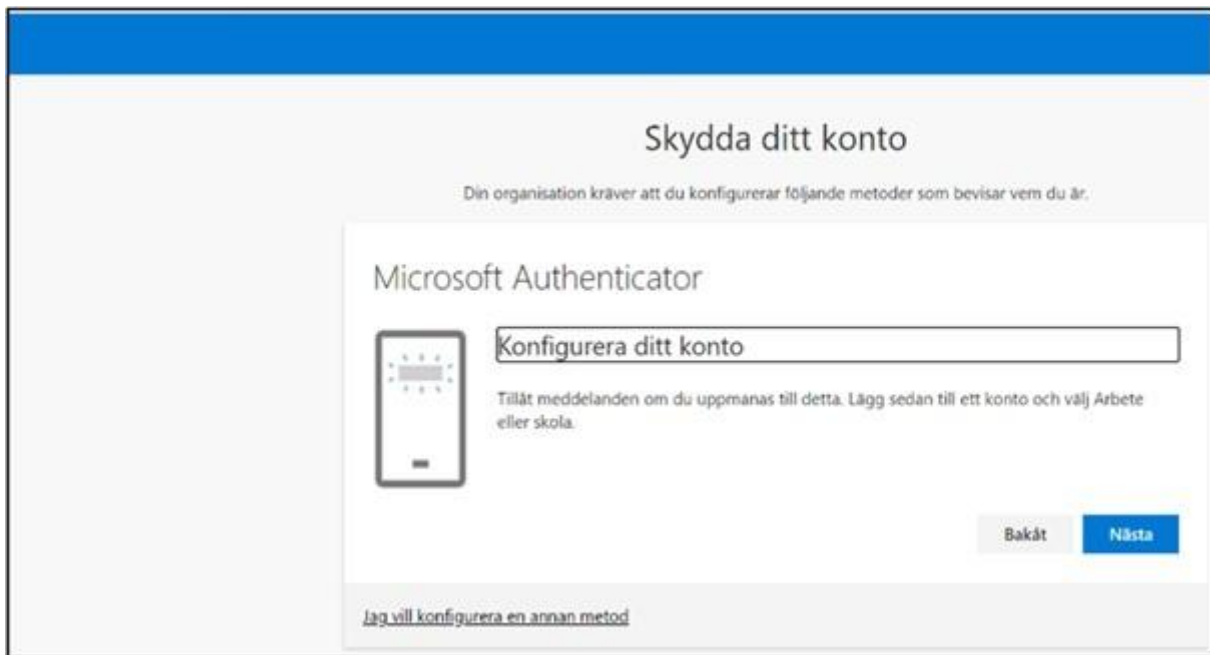 Skydda ditt konto
Din organisation kräver att du konfigurerar följande metoder som bevisar vem du är.
Microsoft Authenticator
Konfigurera ditt konto
Tillåt meddelanden om du uppmanas till detta. Lägg sedan till ett konto och välj Arbete
eller skola.
Bakåt
Nästa
Jag vill konfigurera en annan metod